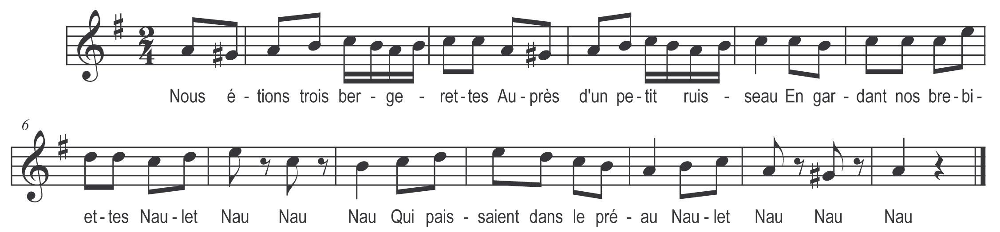 Nous é - tions trois ber - ge - ret - tes Au - près d'un pe - tit ruis - seau En gar - dant nos bre - bi -
6
et - tes Nau - let Nau Nau Nau Qui pais - saient dans le pré - au Nau - let Nau Nau Nau